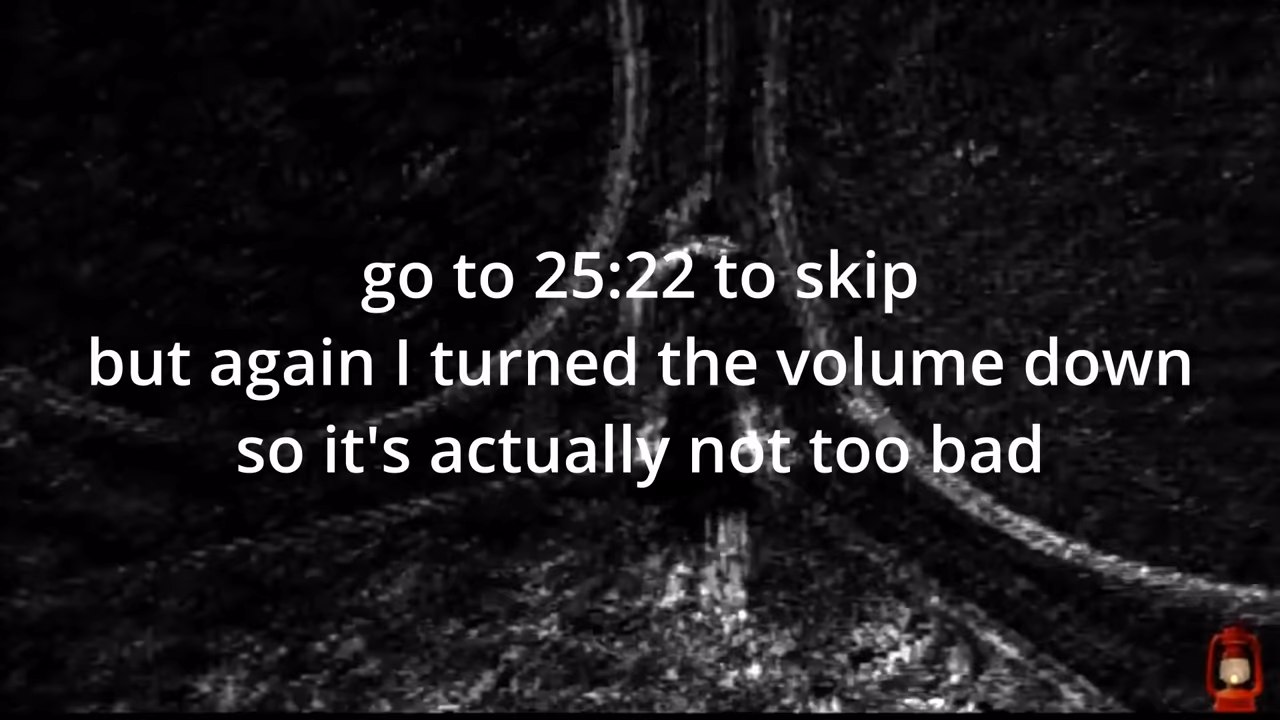 go to 25:22 to skip
but again I turned the volume down
so it's actually not too bad